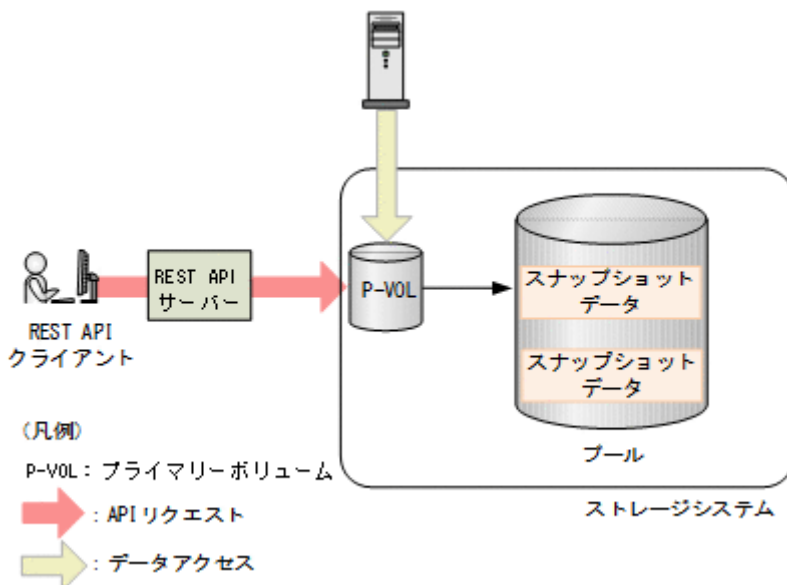 REST API
サーバー
P-VOL
スナップショット
データ
スナップショット
データ
REST API
クライアント
プール
ストレージシステム
(凡例)
P-VOL：プライマリーボリューム
：APIリクエスト
：データアクセス